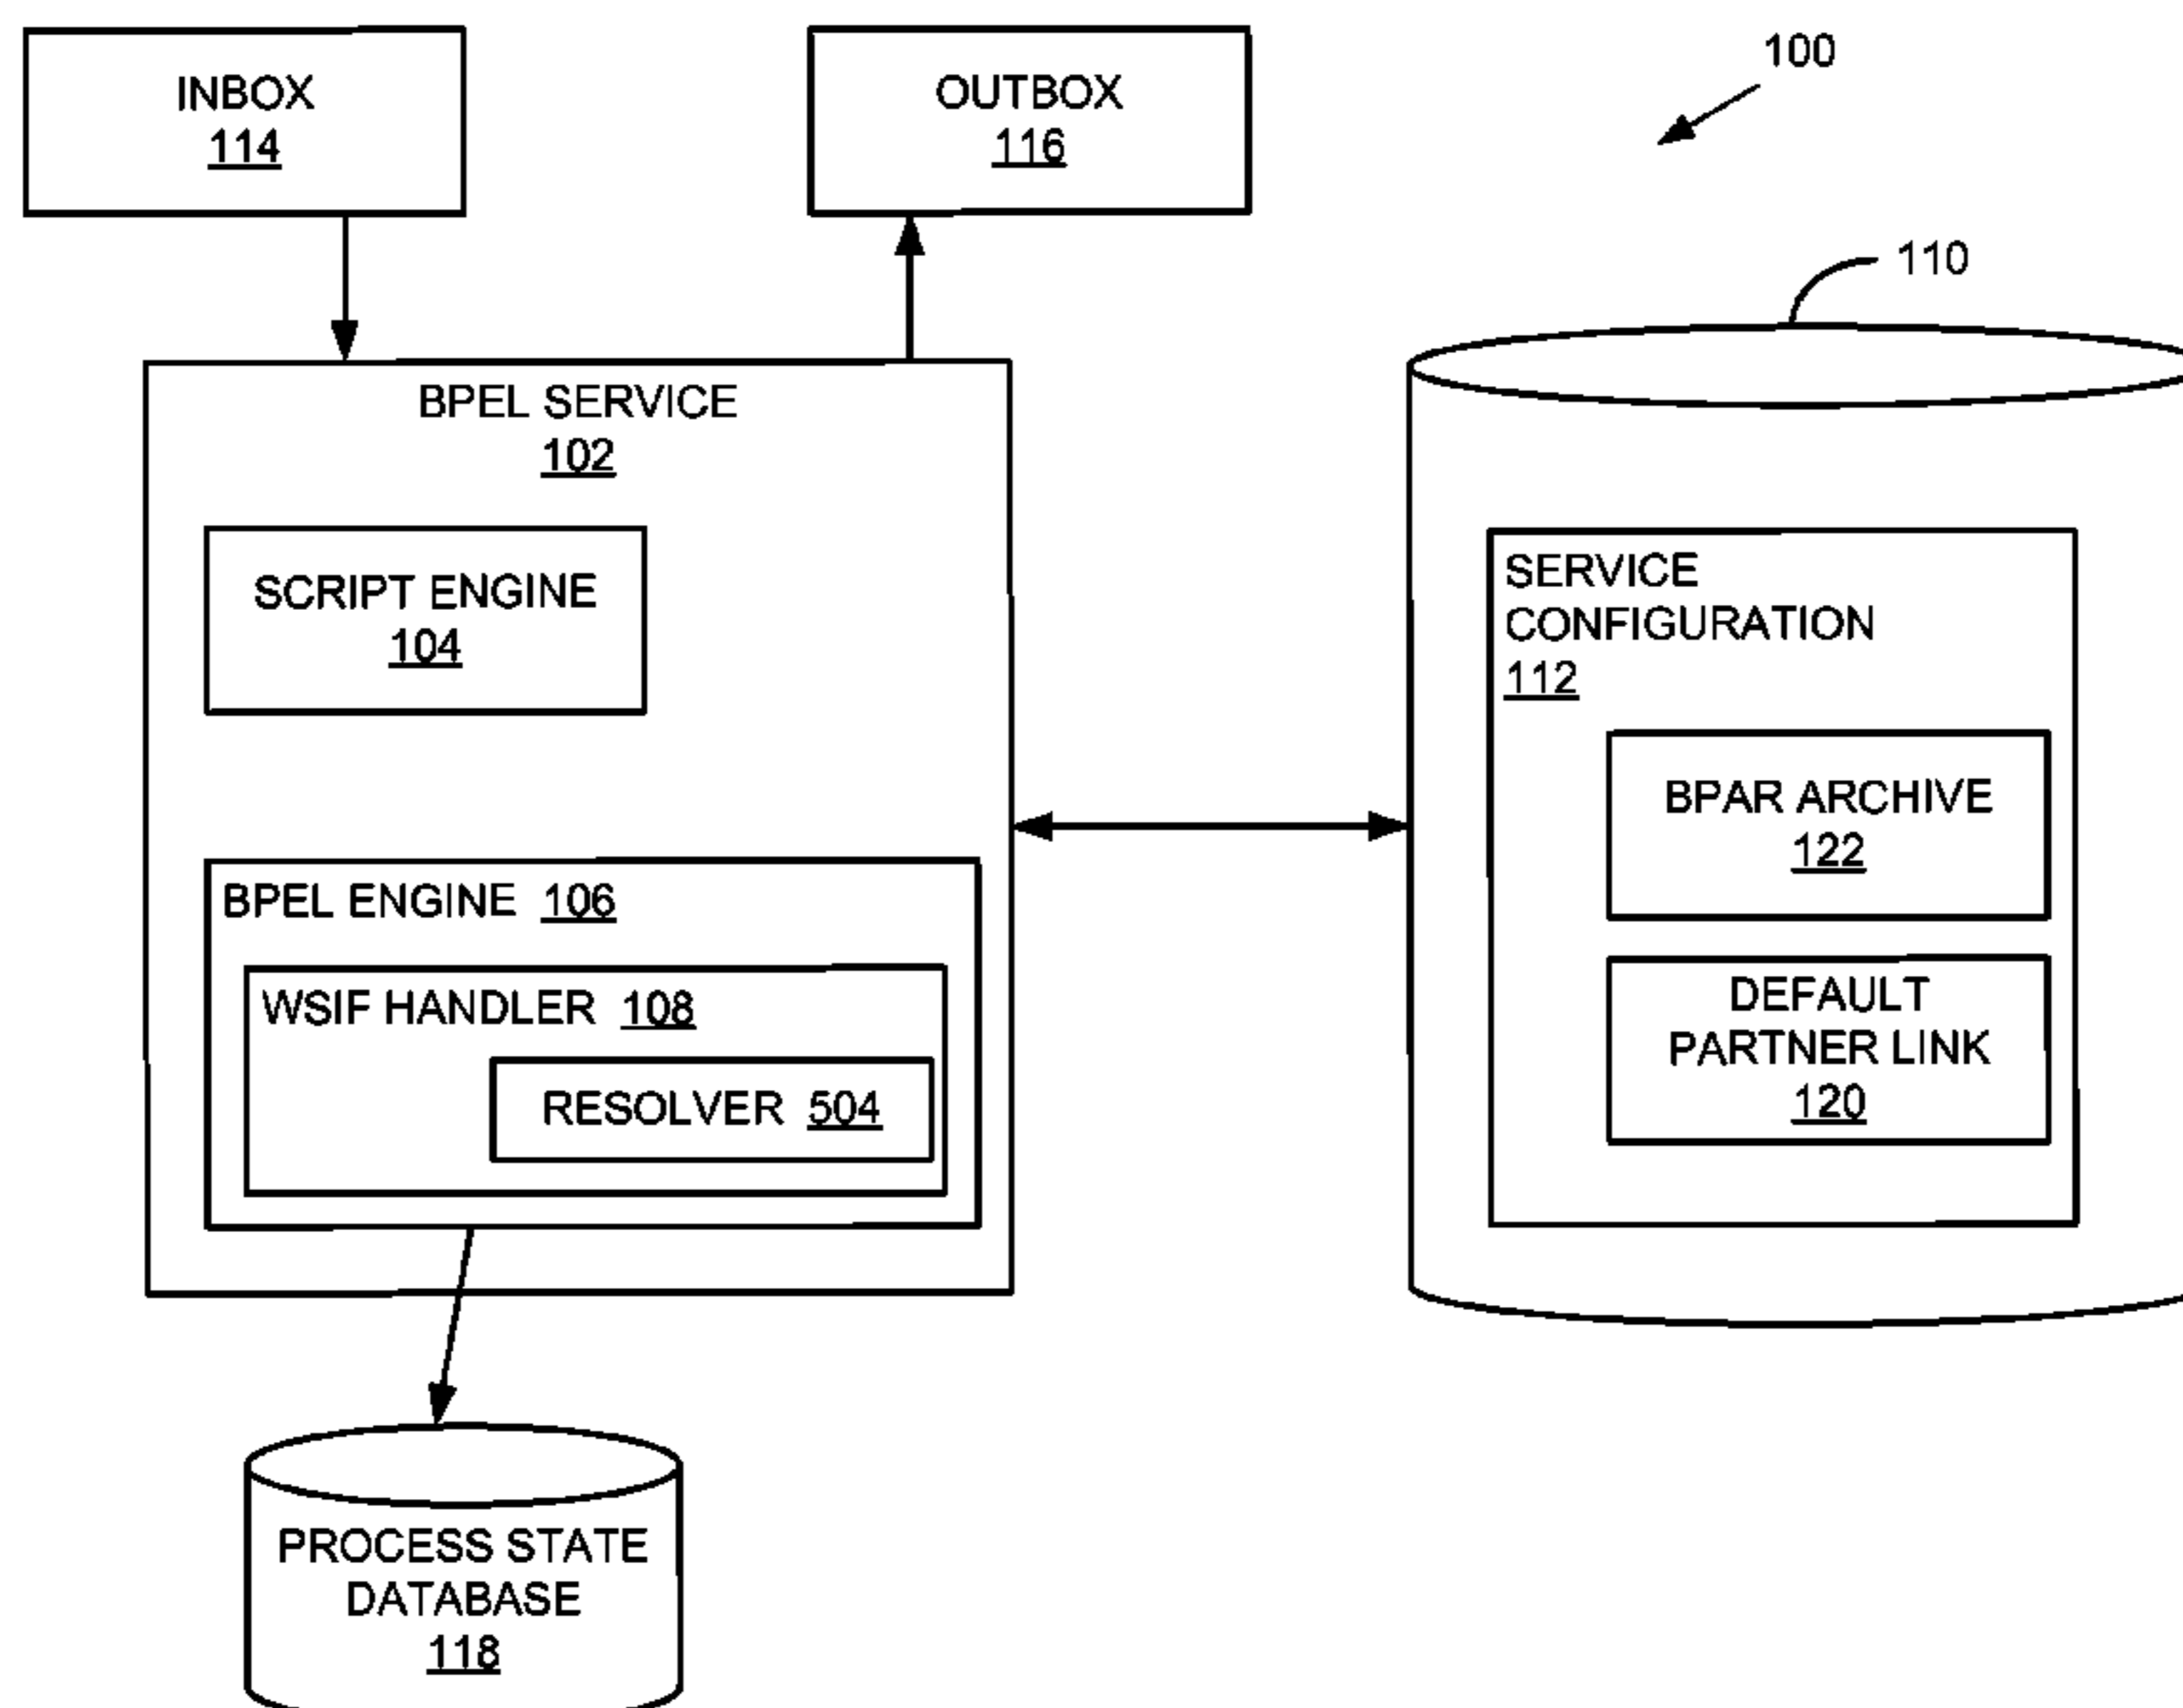 INBOX
114
OUTBOX
116
100
110
BPEL SERVICE
102
SCRIPT ENGINE
104
BPEL ENGINE 106
WSIF HANDLER 108
RESOLVER 504
SERVICE
CONFIGURATION
112
BPAR ARCHIVE
122
DEFAULT
PARTNER LINK
120
PROCESS STATE
DATABASE
118